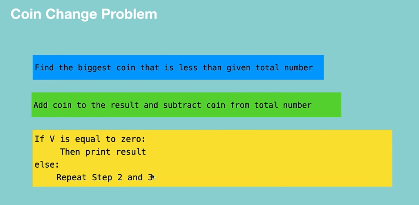 Coin Change Problem
Find the biggest coin that is less than given total number
Add coin to the result and subtract coin from total number
If V is equal to zero:
Then print result
else:
Repeat Step 2 and 3